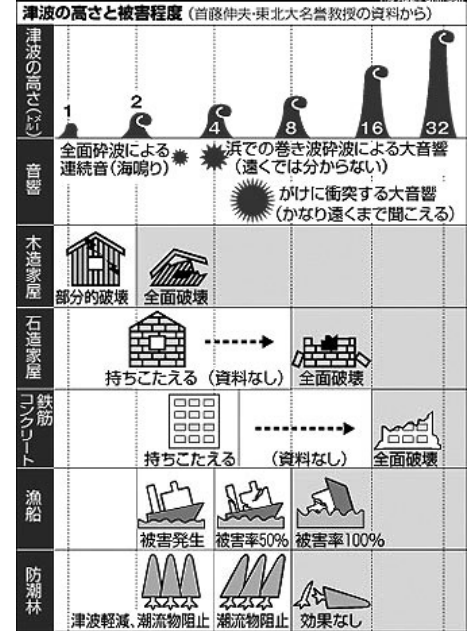 津波の高さと被害程度(首藤伸夫・東北大名誉教授の資料から)
津波の高さ(メートル)
1
2
4
8
16
32
音響
全面砕波による
連続音(海鳴り)
浜での巻き波砕波による大音響
(遠くでは分からない)
がけに衝突する大音響
(かなり遠くまで聞こえる)
木造家屋
部分的破壊
全面破壊
石造家屋
持ちこたえる
(資料なし)
全面破壊
鉄筋コンクリート
持ちこたえる
(資料なし)
全面破壊
漁船
被害発生
被害率50%
被害率100%
防潮林
津波軽減、潮流物阻止
潮流物阻止
効果なし